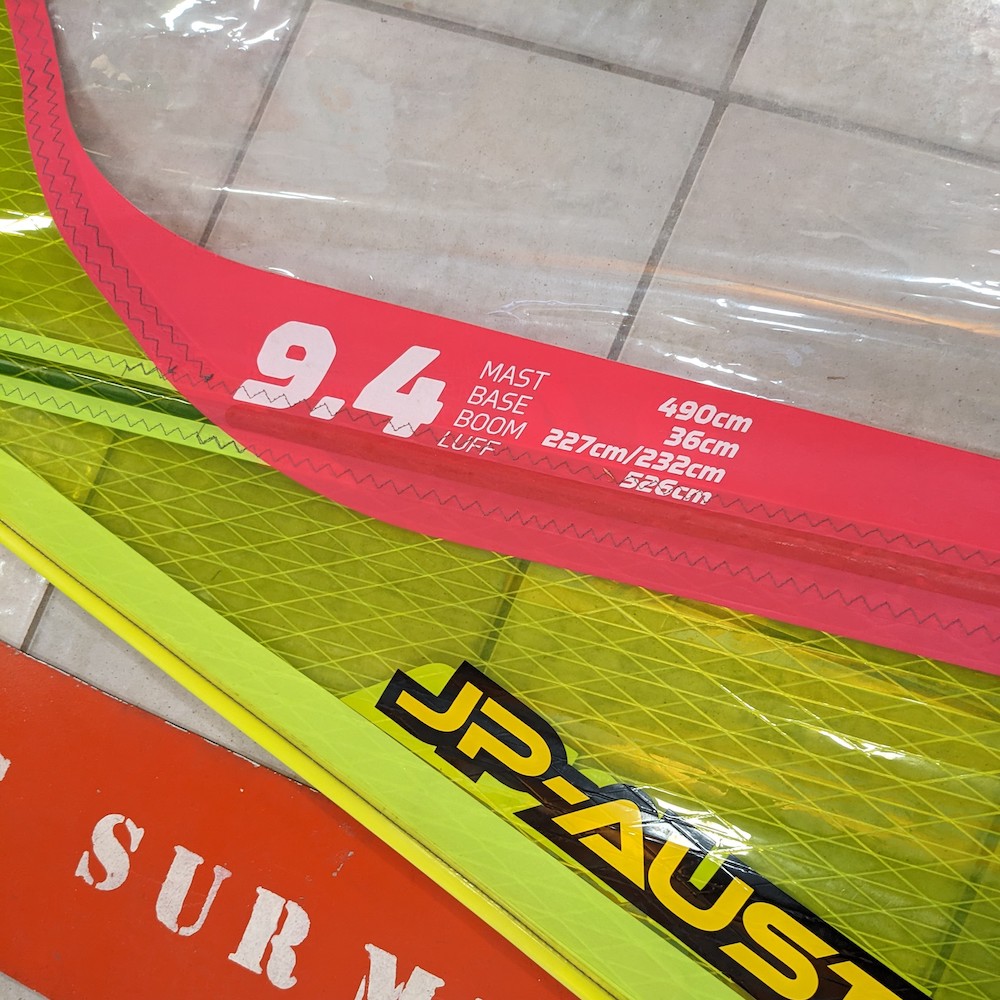 9.4
MAST 490cm
BASE 36cm
BOOM 227cm/232cm
LUFF 526cm
JP-AUST
SUR